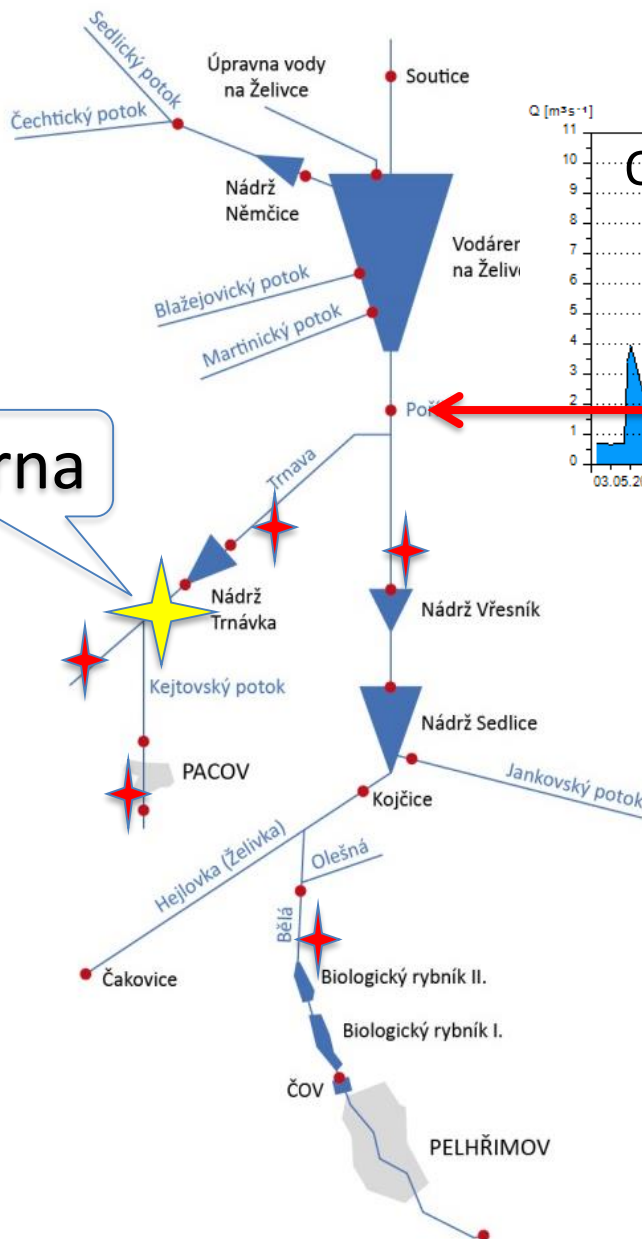 Sedlický potok
Úpravna vody
na Želivce
Soutice
Čechtický potok
Nádrž
Němčice
Q [m³s⁻¹]
11
10
9
8
7
6
5
4
3
2
1
0
03.05.20
Vodáren
na Želiv
Blažejovický potok
Martinický potok
Poří
rna
Trnava
Nádrž
Trnávka
Nádrž Vřesník
Kejtovský potok
Nádrž Sedlice
PACOV
Jankovský potok
Kojčice
Hejlovka (Želivka)
Olešná
Bělá
Čakovice
Biologický rybník II.
Biologický rybník I.
ČOV
PELHŘIMOV